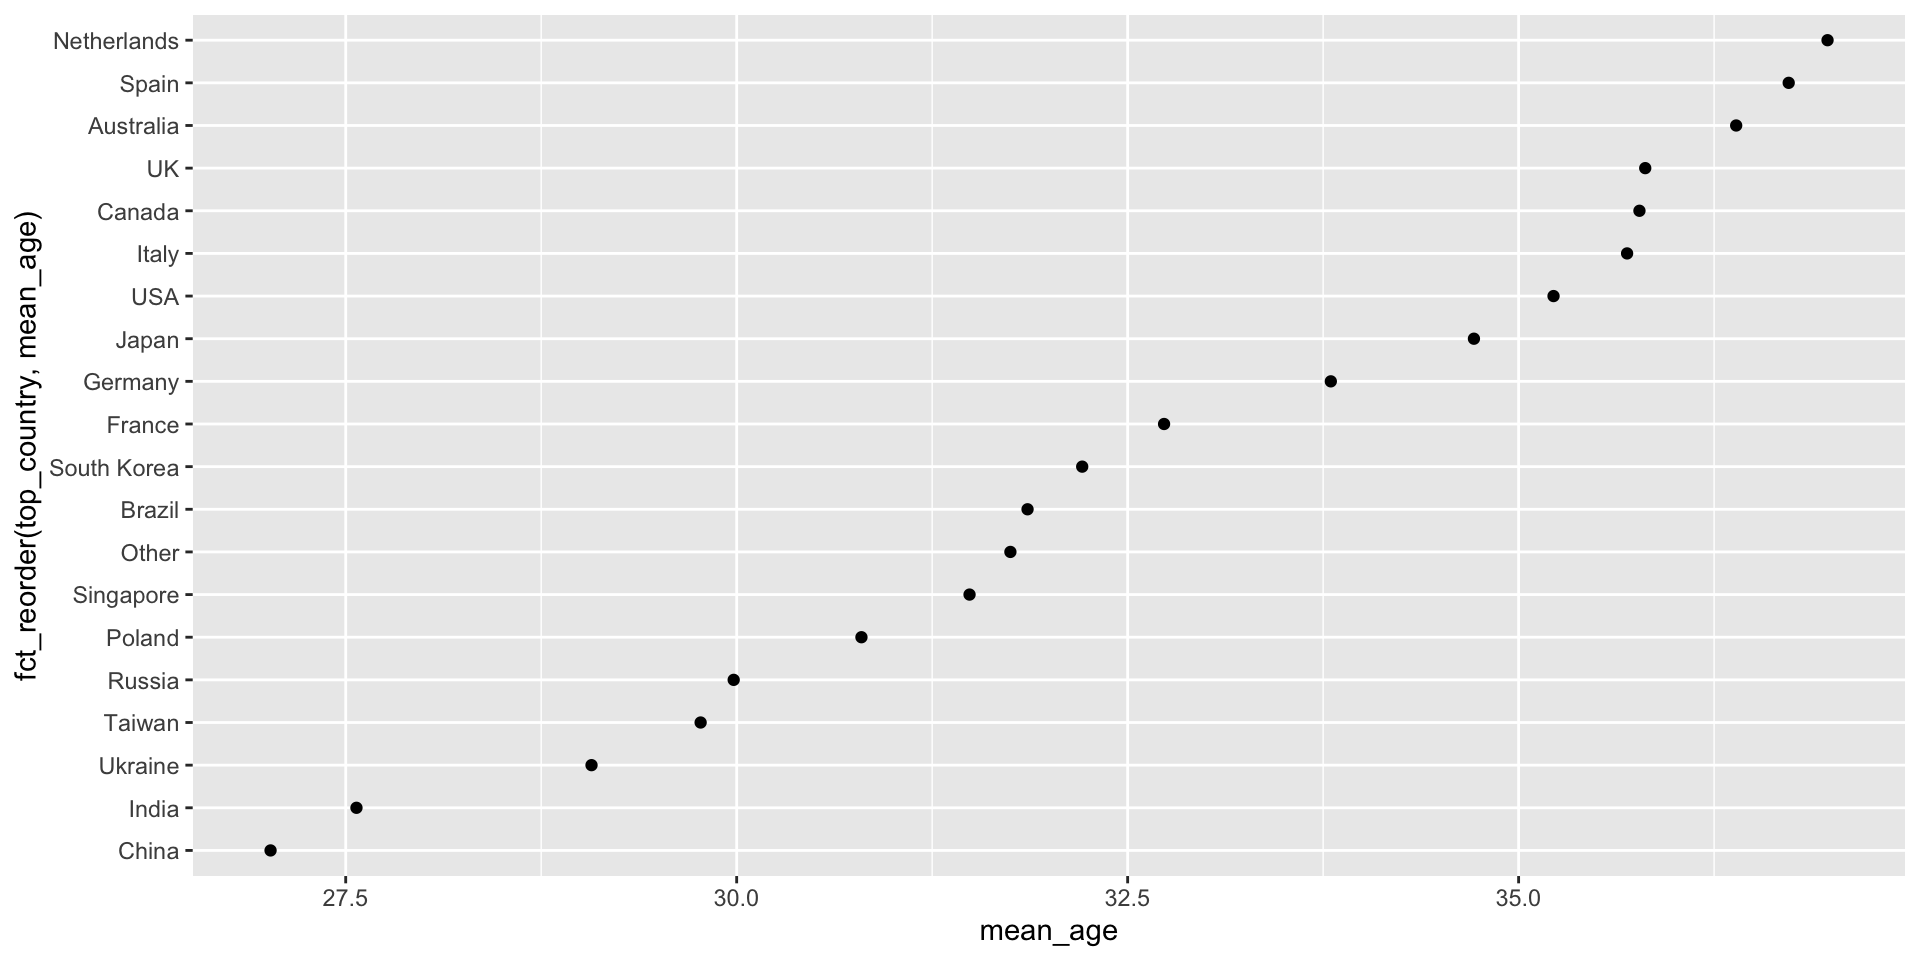 fct_reorder(top_country, mean_age)
Netherlands
Spain
Australia
UK
Canada
Italy
USA
Japan
Germany
France
South Korea
Brazil
Other
Singapore
Poland
Russia
Taiwan
Ukraine
India
China
27.5 30.0 32.5 35.0
mean_age